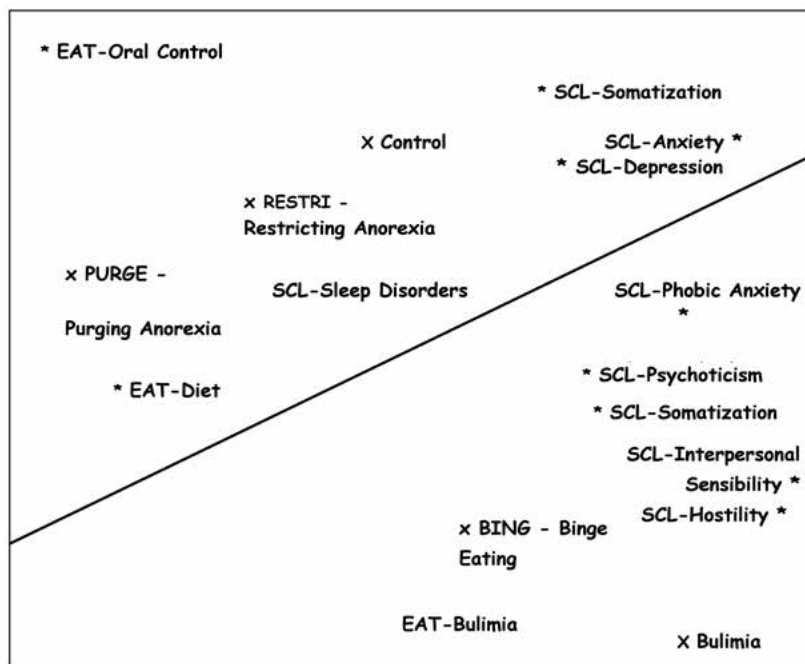 * EAT-Oral Control
* SCL-Somatization
x Control
SCL-Anxiety *
* SCL-Depression
x RESTRI -
Restricting Anorexia
x PURGE -
Purging Anorexia
SCL-Sleep Disorders
SCL-Phobic Anxiety
*
* EAT-Diet
* SCL-Psychoticism
* SCL-Somatization
SCL-Interpersonal
Sensibility *
SCL-Hostility *
x BING - Binge
Eating
EAT-Bulimia
x Bulimia